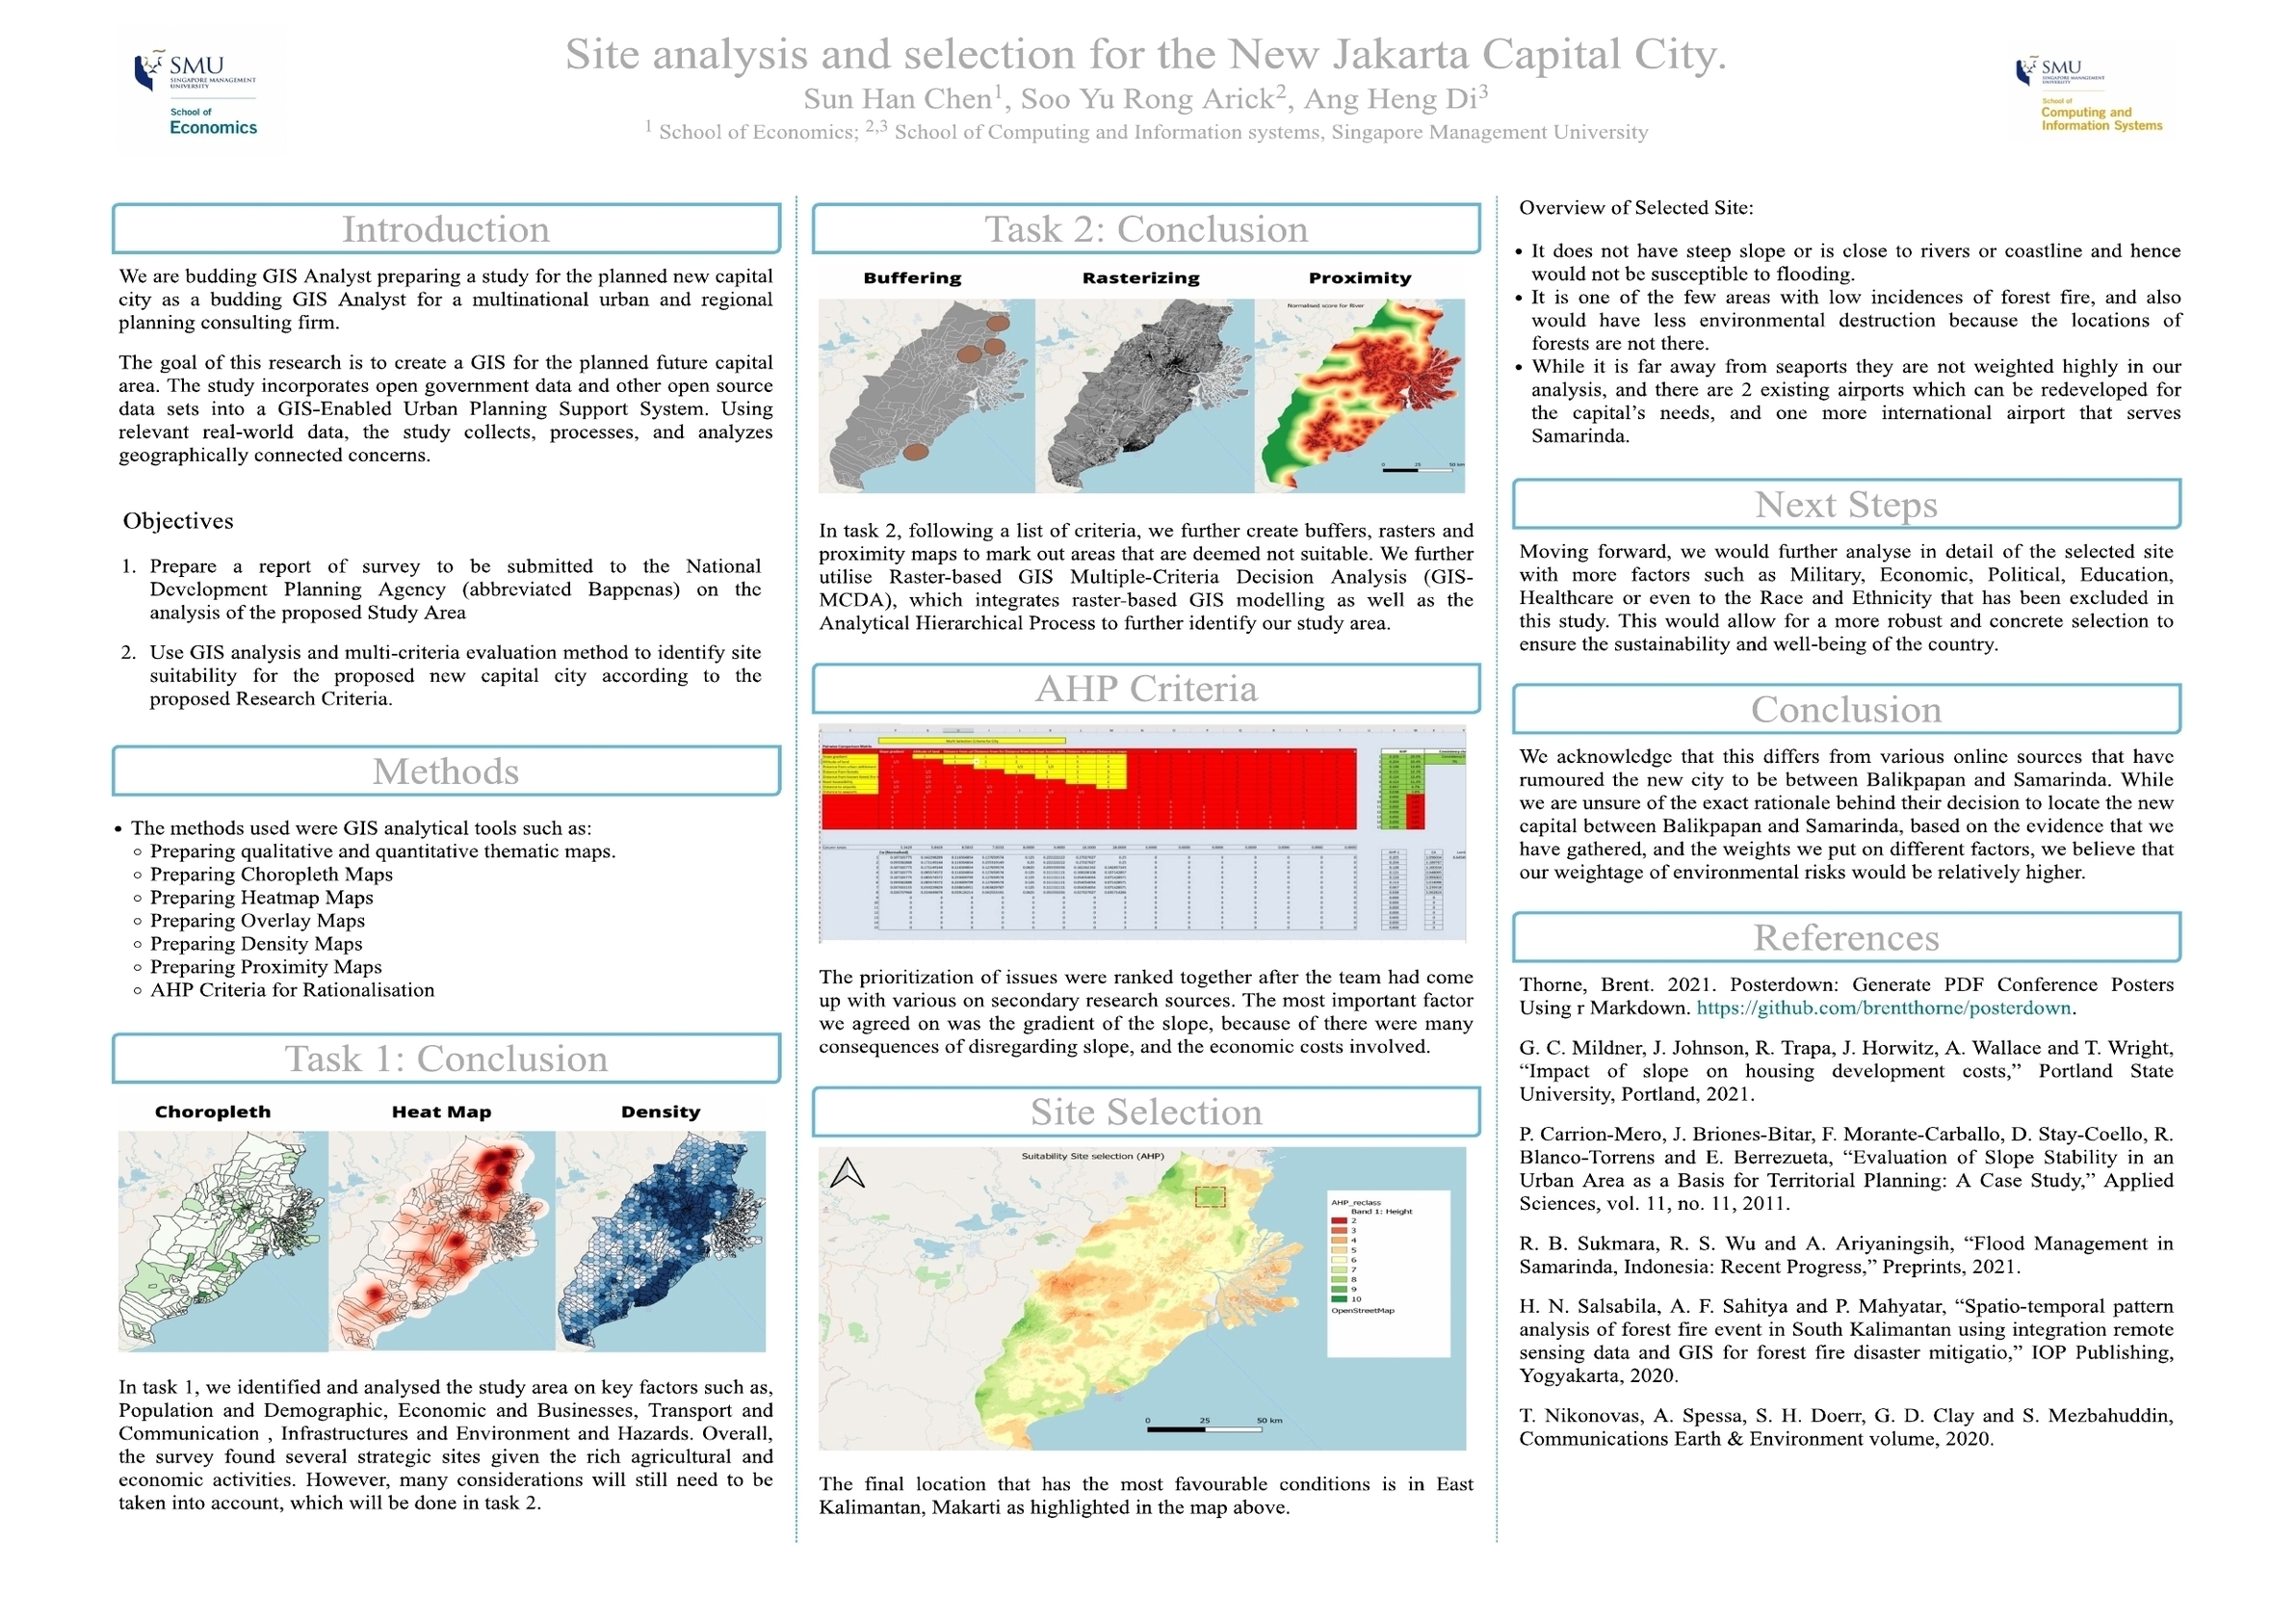 SMU
SINGAPORE MANAGEMENT
UNIVERSITY
School of
Economics
Site analysis and selection for the New Jakarta Capital City.
Sun Han Chen1, Soo Yu Rong Arick2, Ang Heng Di3
1 School of Economics; 2,3 School of Computing and Information systems, Singapore Management University
SMU
SINGAPORE MANAGEMENT
UNIVERSITY
School of
Computing and
Information Systems
Introduction
We are budding GIS Analyst preparing a study for the planned new capital
city as a budding GIS Analyst for a multinational urban and regional
planning consulting firm.
The goal of this research is to create a GIS for the planned future capital
area. The study incorporates open government data and other open source
data sets into a GIS-Enabled Urban Planning Support System. Using
relevant real-world data, the study collects, processes, and analyzes
geographically connected concerns.
Objectives
1. Prepare a report of survey to be submitted to the National
Development Planning Agency (abbreviated Bappenas) on the
analysis of the proposed Study Area
2. Use GIS analysis and multi-criteria evaluation method to identify site
suitability for the proposed new capital city according to the
proposed Research Criteria.
Methods
• The methods used were GIS analytical tools such as:
◦ Preparing qualitative and quantitative thematic maps.
◦ Preparing Choropleth Maps
◦ Preparing Heatmap Maps
◦ Preparing Overlay Maps
◦ Preparing Density Maps
◦ Preparing Proximity Maps
◦ AHP Criteria for Rationalisation
Task 1: Conclusion
Choropleth Heat Map Density
In task 1, we identified and analysed the study area on key factors such as,
Population and Demographic, Economic and Businesses, Transport and
Communication , Infrastructures and Environment and Hazards. Overall,
the survey found several strategic sites given the rich agricultural and
economic activities. However, many considerations will still need to be
taken into account, which will be done in task 2.
Task 2: Conclusion
Buffering Rasterizing Proximity
Normalised score for River
0 25 50 km
In task 2, following a list of criteria, we further create buffers, rasters and
proximity maps to mark out areas that are deemed not suitable. We further
utilise Raster-based GIS Multiple-Criteria Decision Analysis (GIS-
MCDA), which integrates raster-based GIS modelling as well as the
Analytical Hierarchical Process to further identify our study area.
AHP Criteria
The prioritization of issues were ranked together after the team had come
up with various on secondary research sources. The most important factor
we agreed on was the gradient of the slope, because of there were many
consequences of disregarding slope, and the economic costs involved.
Site Selection
Suitability Site selection (AHP)
AHP_reclass
Band 1: Height
2
3
4
5
6
7
8
9
10
OpenStreetMap
0 25 50 km
The final location that has the most favourable conditions is in East
Kalimantan, Makarti as highlighted in the map above.
Overview of Selected Site:
• It does not have steep slope or is close to rivers or coastline and hence
would not be susceptible to flooding.
• It is one of the few areas with low incidences of forest fire, and also
would have less environmental destruction because the locations of
forests are not there.
• While it is far away from seaports they are not weighted highly in our
analysis, and there are 2 existing airports which can be redeveloped for
the capital's needs, and one more international airport that serves
Samarinda.
Next Steps
Moving forward, we would further analyse in detail of the selected site
with more factors such as Military, Economic, Political, Education,
Healthcare or even to the Race and Ethnicity that has been excluded in
this study. This would allow for a more robust and concrete selection to
ensure the sustainability and well-being of the country.
Conclusion
We acknowledge that this differs from various online sources that have
rumoured the new city to be between Balikpapan and Samarinda. While
we are unsure of the exact rationale behind their decision to locate the new
capital between Balikpapan and Samarinda, based on the evidence that we
have gathered, and the weights we put on different factors, we believe that
our weightage of environmental risks would be relatively higher.
References
Thorne, Brent. 2021. Posterdown: Generate PDF Conference Posters
Using r Markdown. https://github.com/brentthorne/posterdown.
G. C. Mildner, J. Johnson, R. Trapa, J. Horwitz, A. Wallace and T. Wright,
“Impact of slope on housing development costs,” Portland State
University, Portland, 2021.
P. Carrion-Mero, J. Briones-Bitar, F. Morante-Carballo, D. Stay-Coello, R.
Blanco-Torrens and E. Berrezueta, “Evaluation of Slope Stability in an
Urban Area as a Basis for Territorial Planning: A Case Study,” Applied
Sciences, vol. 11, no. 11, 2011.
R. B. Sukmara, R. S. Wu and A. Ariyaningsih, “Flood Management in
Samarinda, Indonesia: Recent Progress,” Preprints, 2021.
H. N. Salsabila, A. F. Sahitya and P. Mahyatar, “Spatio-temporal pattern
analysis of forest fire event in South Kalimantan using integration remote
sensing data and GIS for forest fire disaster mitigatio,” IOP Publishing,
Yogyakarta, 2020.
T. Nikonovas, A. Spessa, S. H. Doerr, G. D. Clay and S. Mezbahuddin,
Communications Earth & Environment volume, 2020.